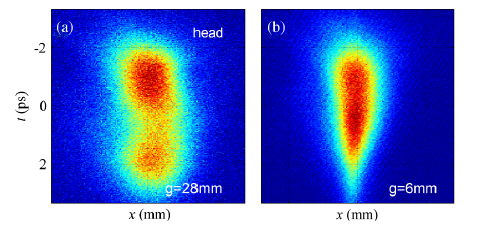 (a)
head
(b)
-2
0
2
t (ps)
g=28mm
g=6mm
x (mm)
x (mm)